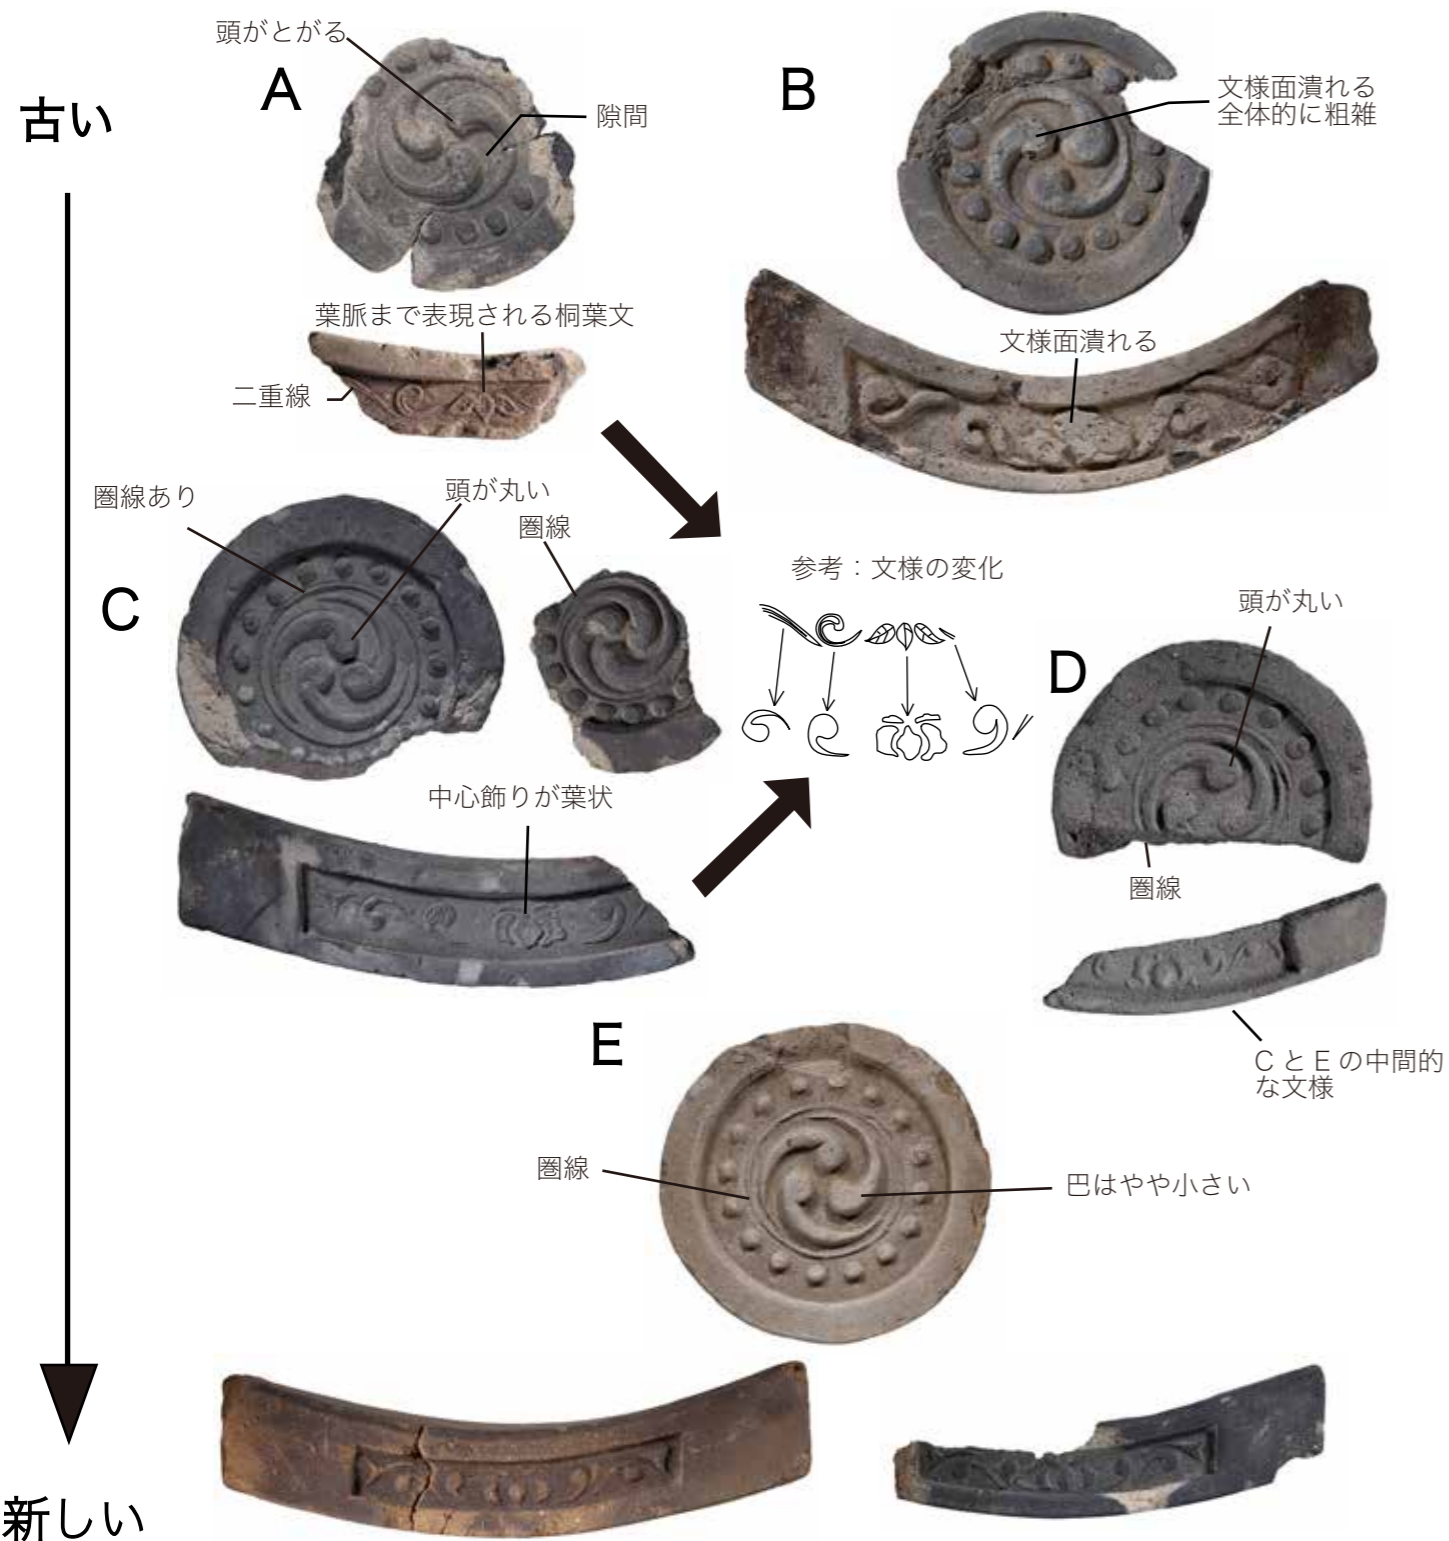 頭がとがる
A
B
古い
隙間
文様面潰れる
全体的に粗雑
葉脈まで表現される桐葉文
二重線
文様面潰れる
圏線あり
頭が丸い
圏線
C
参考：文様の変化
頭が丸い
D
中心飾りが葉状
圏線
E
CとEの中間的
な文様
圏線
巴はやや小さい
新しい